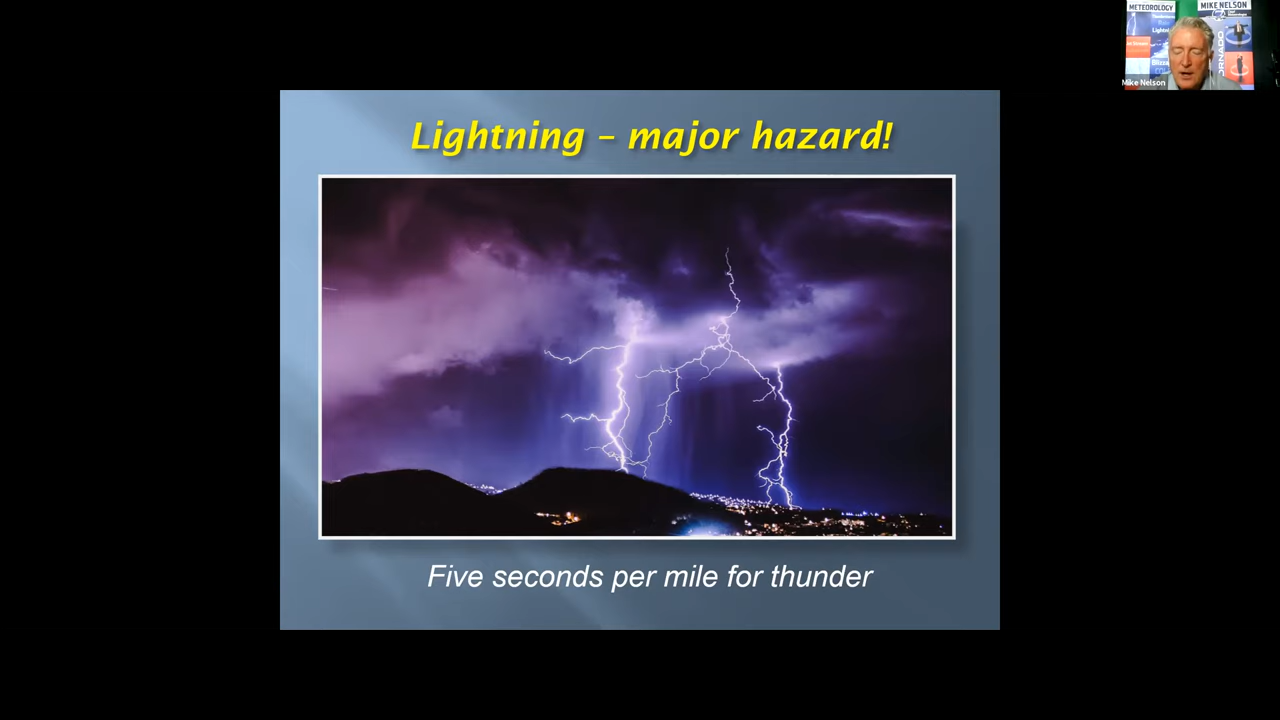 Lightning – major hazard!
Five seconds per mile for thunder
METEOROLOGY
MIKE NELSON
Mike Nelson